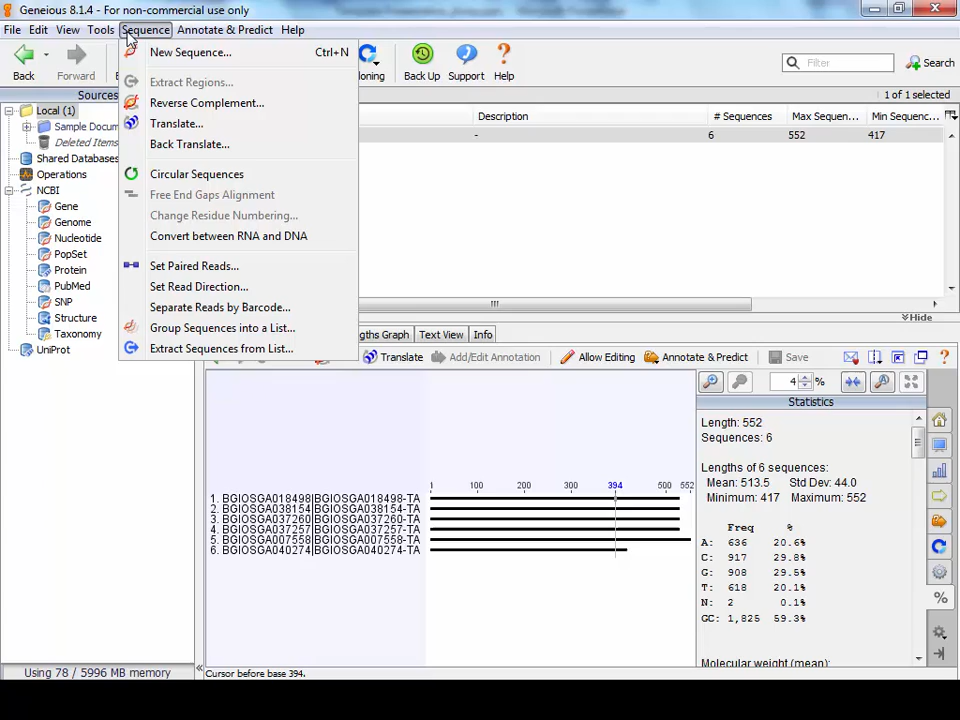 Geneious 8.1.4 - For non-commercial use only
File Edit View Tools Sequence Annotate & Predict Help
Back Forward Back Up Support Help Filter Search
New Sequence... Ctrl+N
Extract Regions...
Reverse Complement...
Translate...
Back Translate...
Circular Sequences
Free End Gaps Alignment
Change Residue Numbering...
Convert between RNA and DNA
Set Paired Reads...
Set Read Direction...
Separate Reads by Barcode...
Group Sequences into a List...
Extract Sequences from List...
Sources
1 of 1 selected
Local (1)
Deleted Items
Shared Databases
Operations
NCBI
Gene
Genome
Nucleotide
PopSet
Protein
PubMed
SNP
Structure
Taxonomy
UniProt
Description # Sequences Max Sequen... Min Sequenc...
- 6 552 417
Hide
Graph Text View Info
Translate Add/Edit Annotation Allow Editing Annotate & Predict Save
4 %
Statistics
Length: 552
Sequences: 6
Lengths of 6 sequences:
Mean: 513.5 Std Dev: 44.0
Minimum: 417 Maximum: 552
Freq %
A: 636 20.6%
C: 917 29.8%
G: 908 29.5%
T: 618 20.1%
N: 2 0.1%
GC: 1,825 59.3%
Molecular weight (mean):
1 100 200 300 394 500 552
1. BGIOSGA018498|BGIOSGA018498-TA
2. BGIOSGA038154|BGIOSGA038154-TA
3. BGIOSGA037260|BGIOSGA037260-TA
4. BGIOSGA037257|BGIOSGA037257-TA
5. BGIOSGA007558|BGIOSGA007558-TA
6. BGIOSGA040274|BGIOSGA040274-TA
Using 78 / 5996 MB memory
Cursor before base 394.